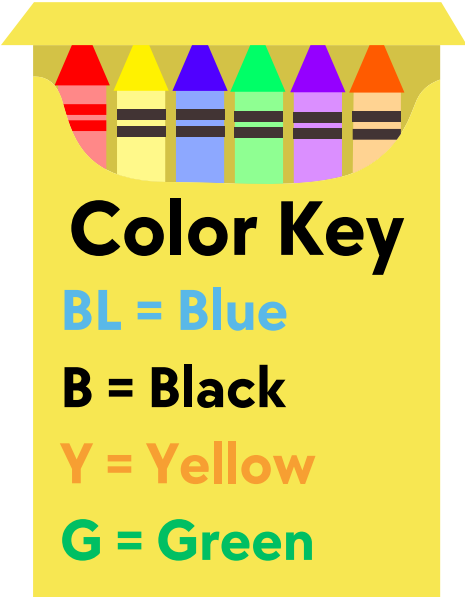 Color Key
BL = Blue
B = Black
Y = Yellow
G = Green